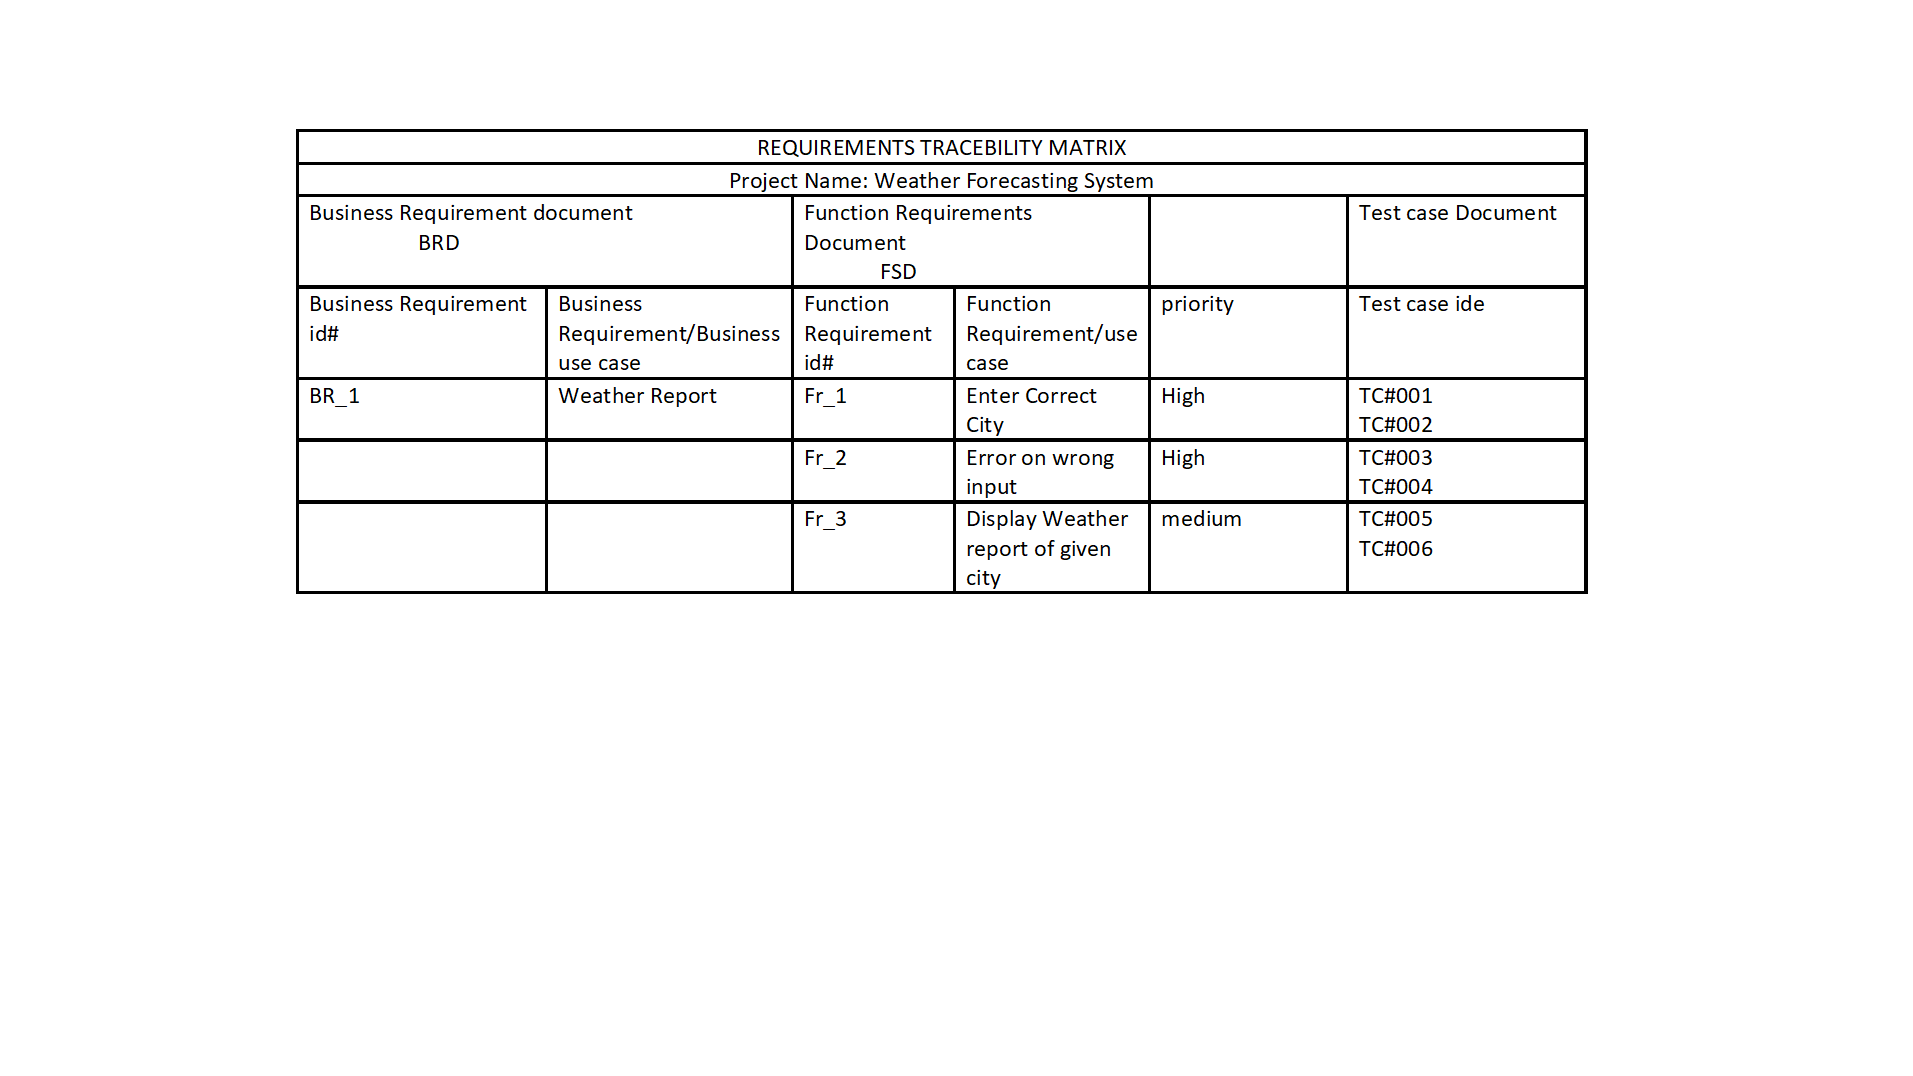 REQUIREMENTS TRACEBILITY MATRIX
Project Name: Weather Forecasting System
Business Requirement document
BRD
Function Requirements
Document
FSD
Test case Document
Business Requirement
id#
Business
Requirement/Business
use case
Function
Requirement
id#
Function
Requirement/use
case
priority
Test case ide
BR_1
Weather Report
Fr_1
Enter Correct
City
High
TC#001
TC#002
Fr_2
Error on wrong
input
High
TC#003
TC#004
Fr_3
Display Weather
report of given
city
medium
TC#005
TC#006